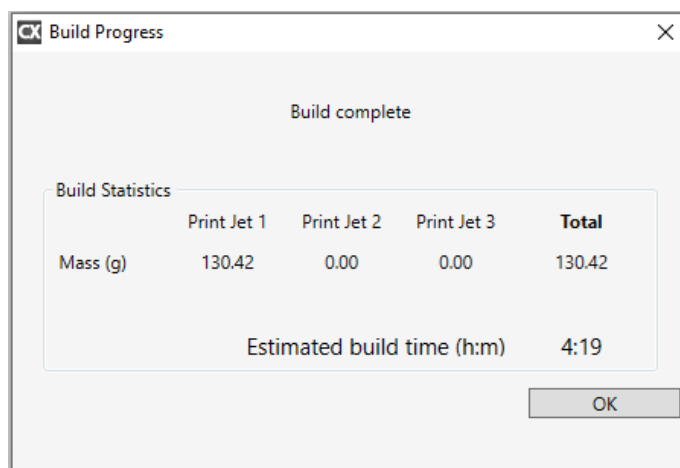 CX Build Progress
Build complete
Build Statistics
Print Jet 1 Print Jet 2 Print Jet 3 Total
Mass (g) 130.42 0.00 0.00 130.42
Estimated build time (h:m) 4:19
OK